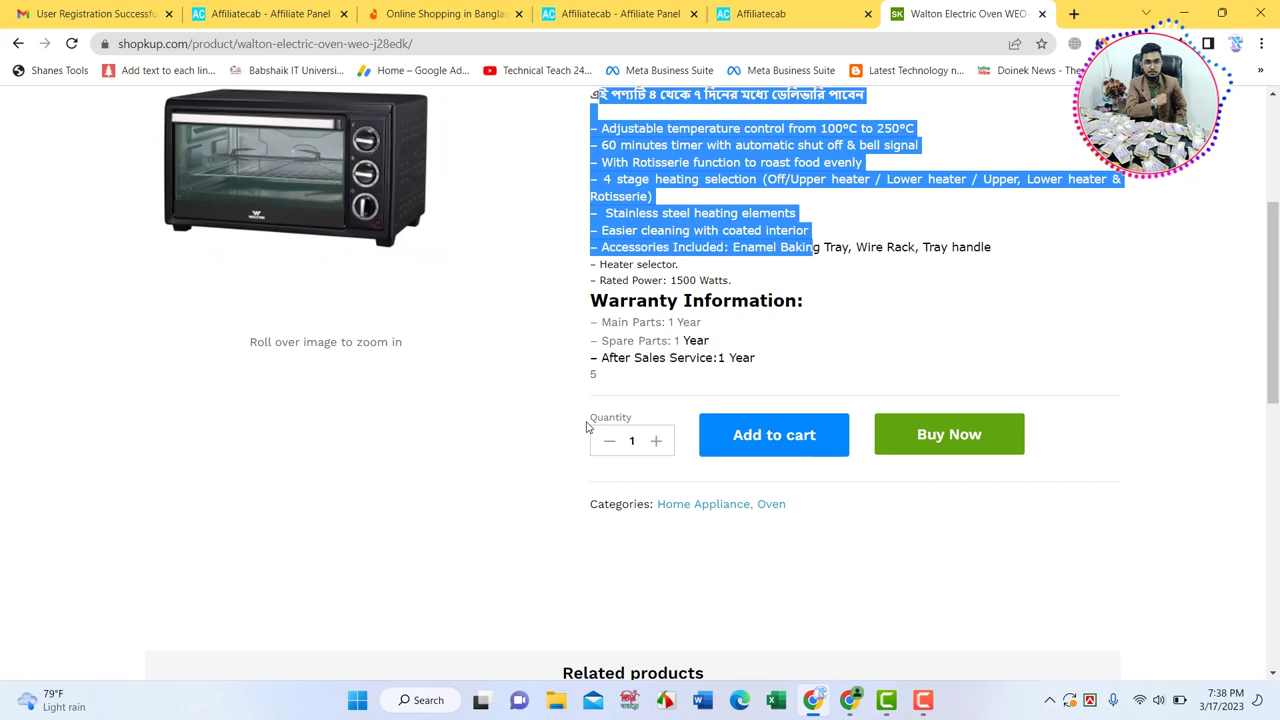 User Registration Successfu
Affiliatecab - Affiliate Panel
Online Shopping in Banglad
Affiliatecab - Affiliate Panel
Affiliatecab
Walton Electric Oven WEO-
shopkup.com/product/walton-electric-oven-weo-j28edk/
Shanes Tools
Add text to each lin...
Babshaik IT Universi...
Home – Google Ad...
Technical Teach 24...
Meta Business Suite
Meta Business Suite
Latest Technology n...
Doinek News - The
এই পণ্যটি ৪ থেকে ৭ দিনের মধ্যে ডেলিভারি পাবেন
– Adjustable temperature control from 100°C to 250°C
– 60 minutes timer with automatic shut off & bell signal
– With Rotisserie function to roast food evenly
– 4 stage heating selection (Off/Upper heater / Lower heater / Upper, Lower heater &
Rotisserie)
– Stainless steel heating elements
– Easier cleaning with coated interior
– Accessories Included: Enamel Baking Tray, Wire Rack, Tray handle
– Heater selector.
– Rated Power: 1500 Watts.
Warranty Information:
– Main Parts: 1 Year
– Spare Parts: 1 Year
– After Sales Service:1 Year
5
Roll over image to zoom in
Quantity
– 1 +
Add to cart
Buy Now
Categories: Home Appliance, Oven
Related products
79°F
Light rain
Search
7:38 PM
3/17/2023